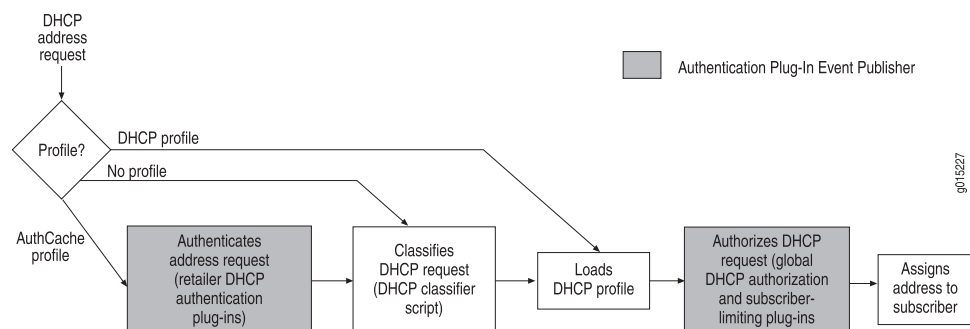 DHCP
address
request
Authentication Plug-In Event Publisher
Profile?
DHCP profile
No profile
AuthCache
profile
Authenticates
address request
(retailer DHCP
authentication
plug-ins)
Classifies
DHCP request
(DHCP classifier
script)
Loads
DHCP profile
Authorizes DHCP
request (global
DHCP authorization
and subscriber-
limiting plug-ins
Assigns
address to
subscriber
g015227